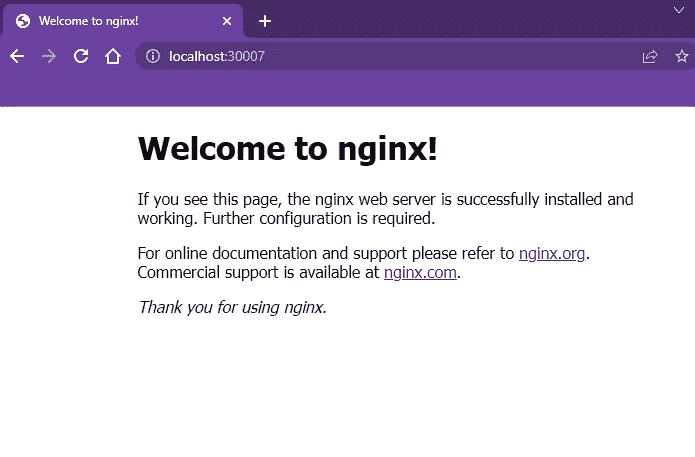 Welcome to nginx!
localhost:30007
Welcome to nginx!
If you see this page, the nginx web server is successfully installed and
working. Further configuration is required.
For online documentation and support please refer to nginx.org.
Commercial support is available at nginx.com.
Thank you for using nginx.